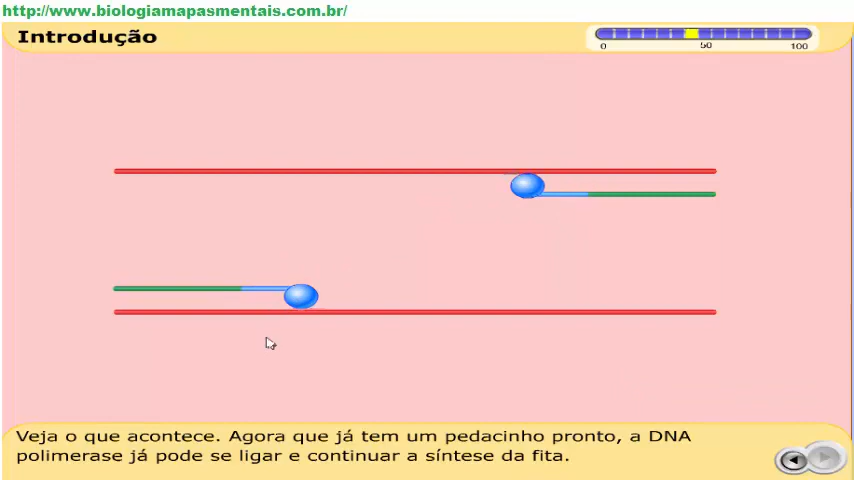 http://www.biologiamapasmentais.com.br/
Introdução
0 50 100
Veja o que acontece. Agora que já tem um pedacinho pronto, a DNA
polimerase já pode se ligar e continuar a síntese da fita.